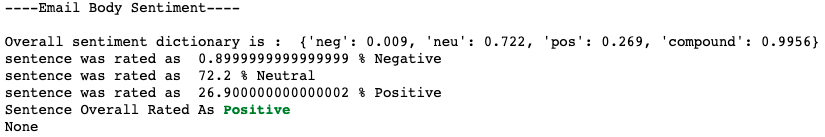 ----Email Body Sentiment----
Overall sentiment dictionary is :  {'neg': 0.009, 'neu': 0.722, 'pos': 0.269, 'compound': 0.9956}
sentence was rated as  0.8999999999999999 % Negative
sentence was rated as  72.2 % Neutral
sentence was rated as  26.900000000000002 % Positive
Sentence Overall Rated As Positive
None